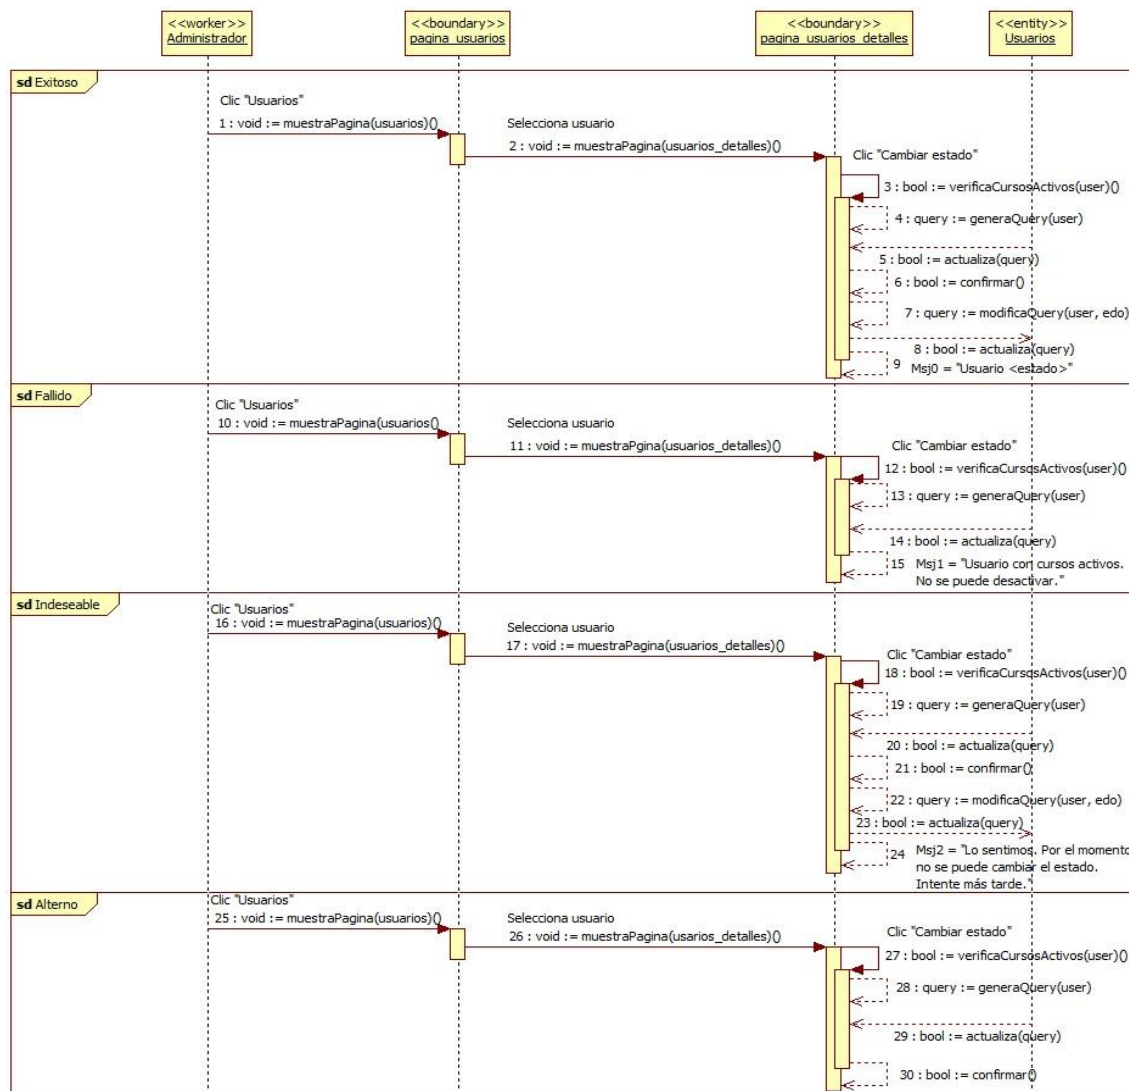 <<worker>>
Administrador
<<boundary>>
pagina_usuarios
<<boundary>>
pagina_usuarios_detalles
<<entity>>
Usuarios
sd Exitoso
Clic "Usuarios"
1 : void := muestraPagina(usuarios)()
Selecciona usuario
2 : void := muestraPagina(usuarios_detalles)()
Clic "Cambiar estado"
3 : bool := verificaCursosActivos(user)()
4 : query := generaQuery(user)
5 : bool := actualiza(query)
6 : bool := confirmar()
7 : query := modificaQuery(user, edo)
8 : bool := actualiza(query)
9 Msj0 = "Usuario <estado>"
sd Fallido
Clic "Usuarios"
10 : void := muestraPagina(usuarios()
Selecciona usuario
11 : void := muestraPgina(usuarios_detalles)()
Clic "Cambiar estado"
12 : bool := verificaCursosActivos(user)()
13 : query := generaQuery(user)
14 : bool := actualiza(query)
15 Msj1 = "Usuario con cursos activos.
No se puede desactivar."
sd Indeseable
Clic "Usuarios"
16 : void := muestraPagina(usuarios)()
Selecciona usuario
17 : void := muestraPagina(usuarios_detalles)()
Clic "Cambiar estado"
18 : bool := verificaCursosActivos(user)()
19 : query := generaQuery(user)
20 : bool := actualiza(query)
21 : bool := confirmar()
22 : query := modificaQuery(user, edo)
23 : bool := actualiza(query)
24 Msj2 = "Lo sentimos. Por el momento
no se puede cambiar el estado.
Intente más tarde."
sd Alterno
Clic "Usuarios"
25 : void := muestraPagina(usuarios)()
Selecciona usuario
26 : void := muestraPagina(usarios_detalles)()
Clic "Cambiar estado"
27 : bool := verificaCursosActivos(user)()
28 : query := generaQuery(user)
29 : bool := actualiza(query)
30 : bool := confirmar()